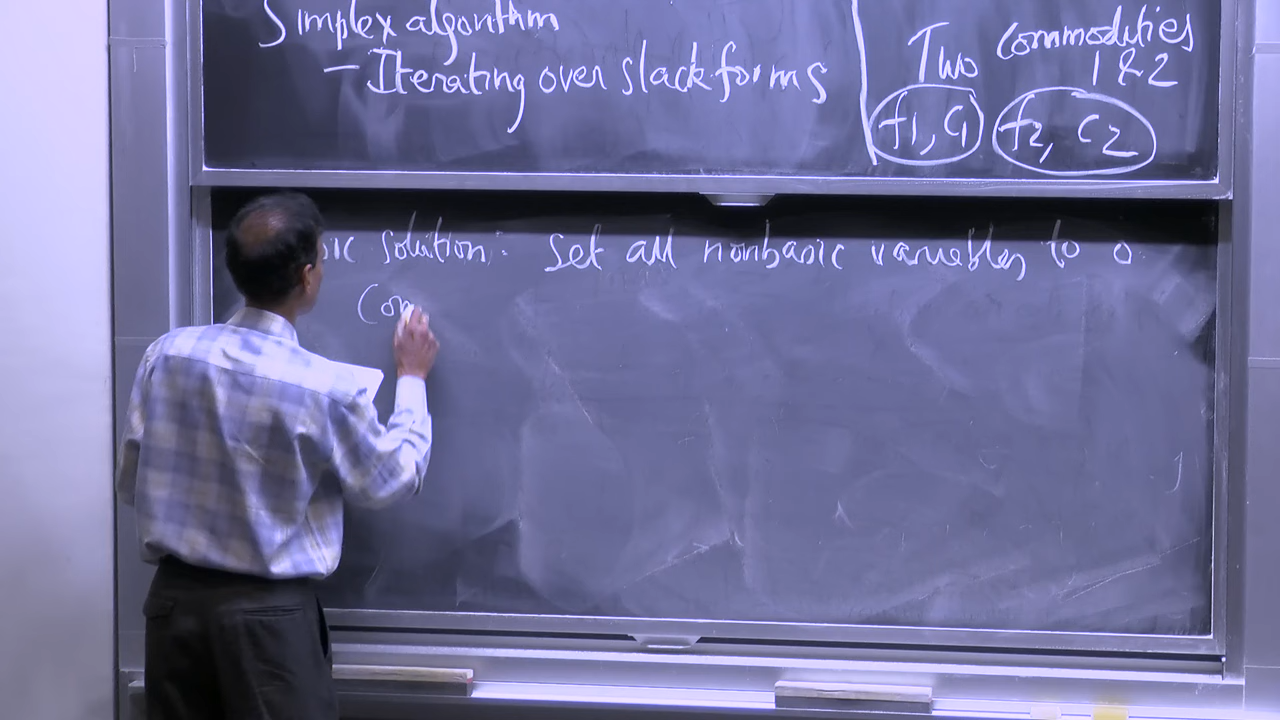 Simplex algorithm
– Iterating over slack forms
Two commodities
1 & 2
f1, c1 f2, c2
solution: Set all nonbasic variables to 0